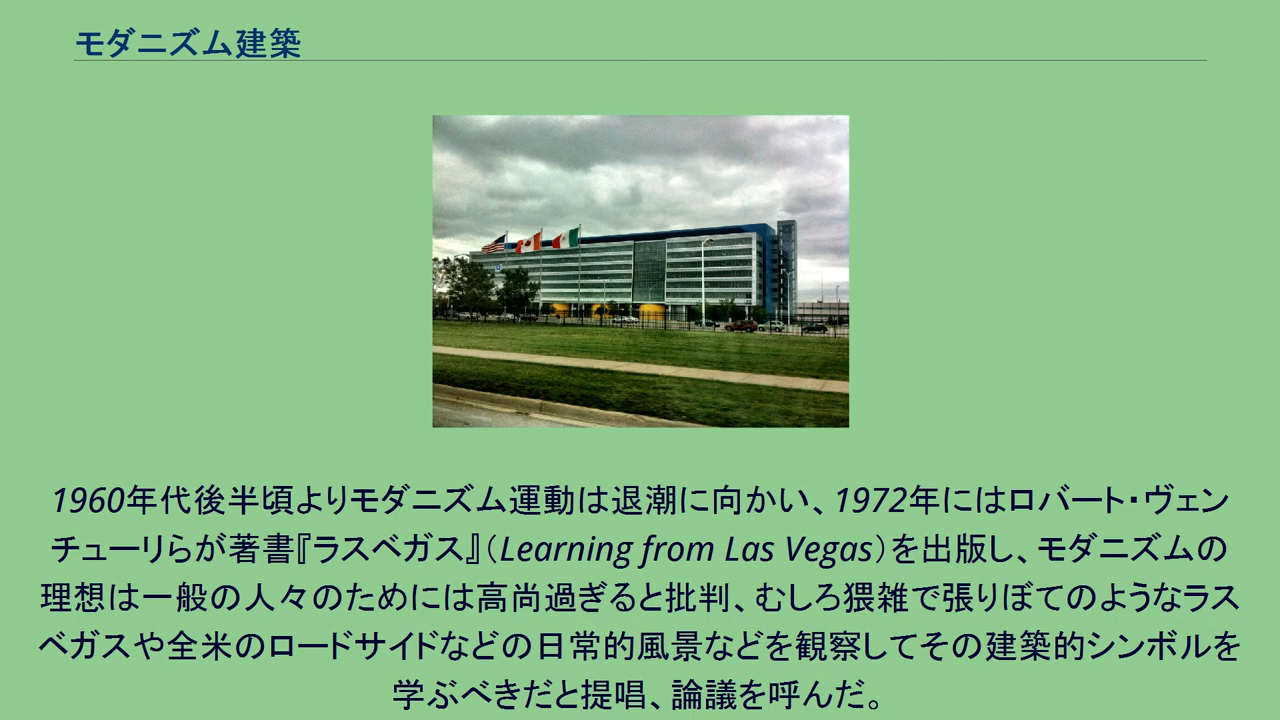 モダニズム建築
1960年代後半頃よりモダニズム運動は退潮に向かい、1972年にはロバート・ヴェン
チューリらが著書『ラスベガス』（Learning from Las Vegas）を出版し、モダニズムの
理想は一般の人々のためには高尚過ぎると批判、むしろ猥雑で張りぼてのようなラス
ベガスや全米のロードサイドなどの日常的風景などを観察してその建築的シンボルを
学ぶべきだと提唱、論議を呼んだ。